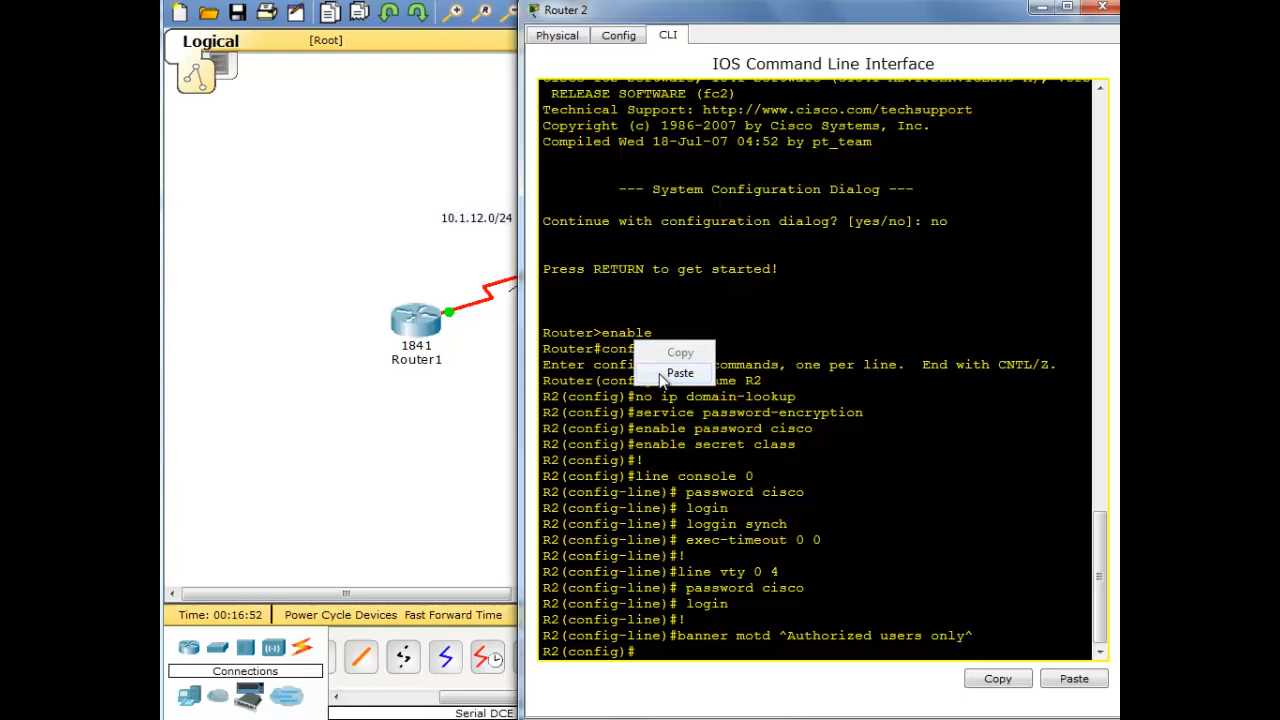 Router 2
Logical
[Root]
Physical
Config
CLI
IOS Command Line Interface
RELEASE SOFTWARE (fc2)
Technical Support: http://www.cisco.com/techsupport
Copyright (c) 1986-2007 by Cisco Systems, Inc.
Compiled Wed 18-Jul-07 04:52 by pt_team
--- System Configuration Dialog ---
Continue with configuration dialog? [yes/no]: no
Press RETURN to get started!
Router>enable
Router#conf
Enter confi commands, one per line.  End with CNTL/Z.
Router(conf me R2
R2(config)#no ip domain-lookup
R2(config)#service password-encryption
R2(config)#enable password cisco
R2(config)#enable secret class
R2(config)#!
R2(config)#line console 0
R2(config-line)# password cisco
R2(config-line)# login
R2(config-line)# loggin synch
R2(config-line)# exec-timeout 0 0
R2(config-line)#!
R2(config-line)#line vty 0 4
R2(config-line)# password cisco
R2(config-line)# login
R2(config-line)#!
R2(config-line)#banner motd ^Authorized users only^
R2(config)#
Copy
Paste
10.1.12.0/24
1841
Router1
Time: 00:16:52
Power Cycle Devices
Fast Forward Time
Connections
Serial DCE
Copy
Paste